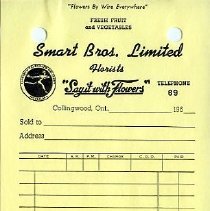 "Flowers By Wire Everywhere"
FRESH FRUIT
and VEGETABLES
Smart Bros. Limited
Florists
"Say it with Flowers"
TELEPHONE
69
Collingwood, Ont. 195
Sold to
Address
DATE A.M. P.M. CHARGE C.O.D. PAID